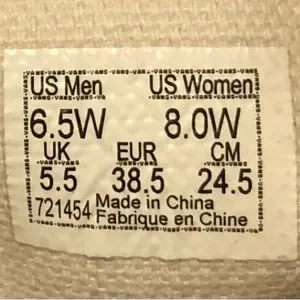 US Men US Women
6.5W 8.0W
UK EUR CM
5.5 38.5 24.5
721454 Made in China
Fabrique en Chine